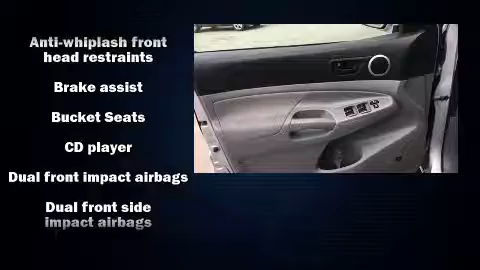 Anti-whiplash front
head restraints
Brake assist
Bucket Seats
CD player
Dual front impact airbags
Dual front side
impact airbags